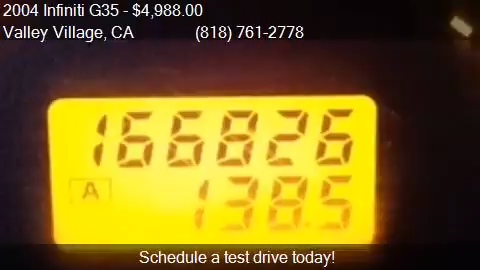 2004 Infiniti G35 - $4,988.00
Valley Village, CA (818) 761-2778
166826
A 138.5
Schedule a test drive today!